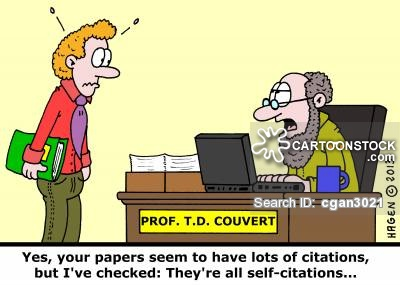 CARTOONSTOCK
.com
Search ID: cgan3021
HAGEN © 2013
PROF. T.D. COUVERT
Yes, your papers seem to have lots of citations,
but I've checked: They're all self-citations...